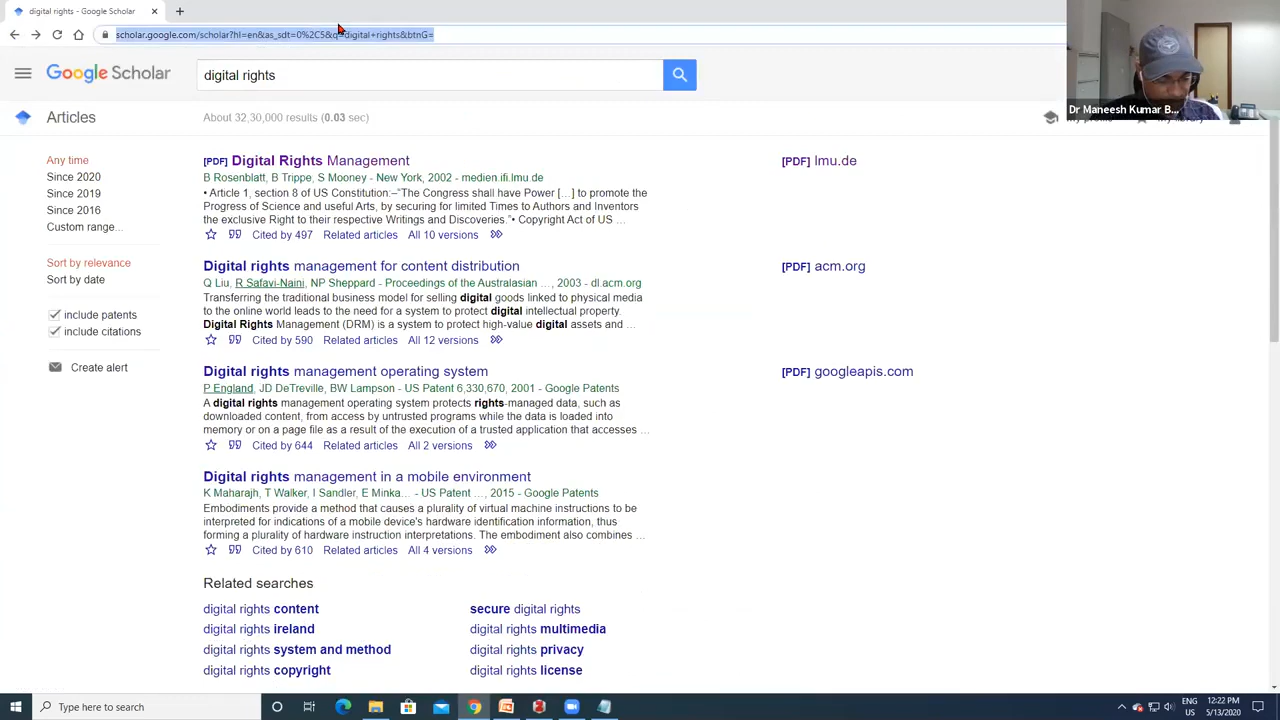 digital rights - Google Scholar
scholar.google.com/scholar?hl=en&as_sdt=0%2C5&q=digital+rights&btnG=
Google Scholar
digital rights
Dr Maneesh Kumar B...
Articles
About 32,30,000 results (0.03 sec)
Any time
Since 2020
Since 2019
Since 2016
Custom range...
Sort by relevance
Sort by date
include patents
include citations
Create alert
[PDF] Digital Rights Management
[PDF] lmu.de
B Rosenblatt, B Trippe, S Mooney - New York, 2002 - medien.ifi.lmu.de
• Article 1, section 8 of US Constitution:–“The Congress shall have Power […] to promote the
Progress of Science and useful Arts, by securing for limited Times to Authors and Inventors
the exclusive Right to their respective Writings and Discoveries.”• Copyright Act of US ...
Cited by 497 Related articles All 10 versions
Digital rights management for content distribution
[PDF] acm.org
Q Liu, R Safavi-Naini, NP Sheppard - Proceedings of the Australasian ..., 2003 - dl.acm.org
Transferring the traditional business model for selling digital goods linked to physical media
to the online world leads to the need for a system to protect digital intellectual property.
Digital Rights Management (DRM) is a system to protect high-value digital assets and ...
Cited by 590 Related articles All 12 versions
Digital rights management operating system
[PDF] googleapis.com
P England, JD DeTreville, BW Lampson - US Patent 6,330,670, 2001 - Google Patents
A digital rights management operating system protects rights-managed data, such as
downloaded content, from access by untrusted programs while the data is loaded into
memory or on a page file as a result of the execution of a trusted application that accesses ...
Cited by 644 Related articles All 2 versions
Digital rights management in a mobile environment
K Maharajh, T Walker, I Sandler, E Minka... - US Patent ..., 2015 - Google Patents
Embodiments provide a method that causes a plurality of virtual machine instructions to be
interpreted for indications of a mobile device's hardware identification information, thus
forming a plurality of hardware instruction interpretations. The embodiment also combines ...
Cited by 610 Related articles All 4 versions
Related searches
digital rights content
secure digital rights
digital rights ireland
digital rights multimedia
digital rights system and method
digital rights privacy
digital rights copyright
digital rights license
Type here to search
ENG
US
12:22 PM
5/13/2020